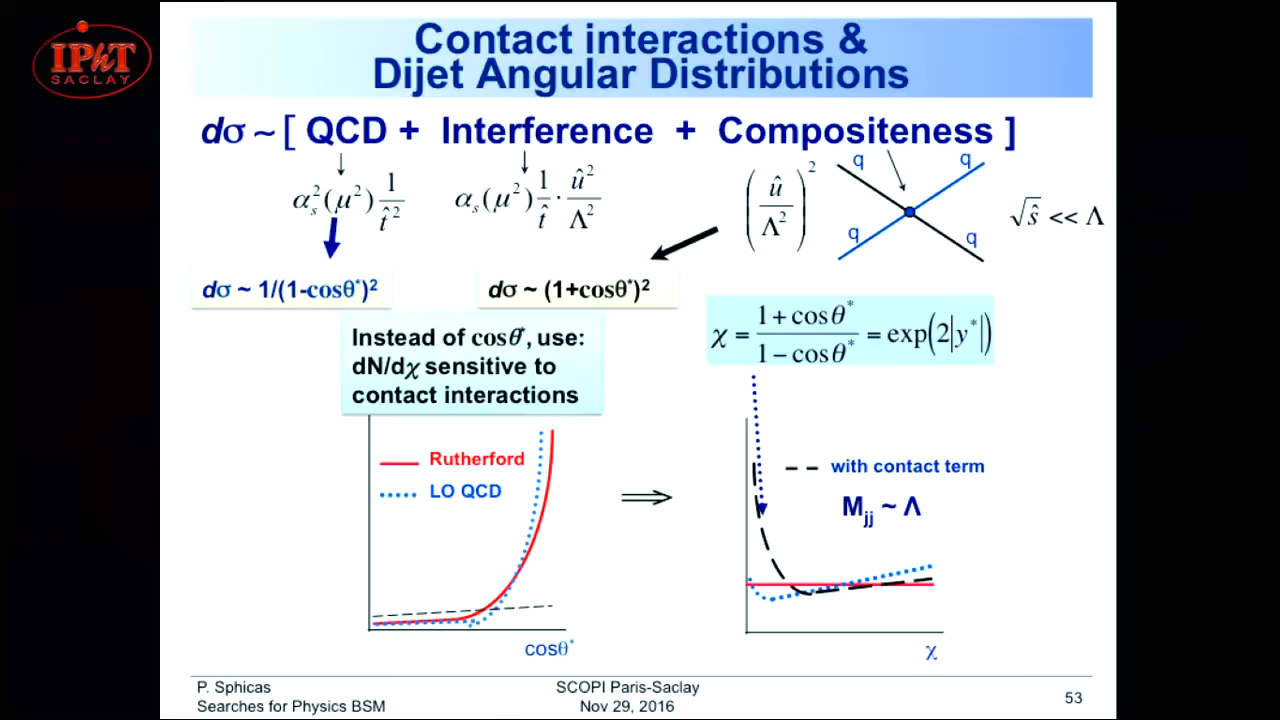 IPhT
SACLAY
Contact interactions &
Dijet Angular Distributions
dσ ~ [ QCD + Interference + Compositeness ]
α_s²(μ²) 1/t̂²
α_s(μ²) 1/t̂ · û²/Λ²
(û/Λ²)²
q q
q q
√ŝ << Λ
dσ ~ 1/(1-cosθ*)²
dσ ~ (1+cosθ*)²
Instead of cosθ*, use:
dN/dχ sensitive to
contact interactions
χ = (1 + cosθ*)/(1 − cosθ*) = exp(2|y*|)
Rutherford
LO QCD
cosθ*
⇒
with contact term
M_jj ~ Λ
χ
P. Sphicas
Searches for Physics BSM
SCOPI Paris-Saclay
Nov 29, 2016
53